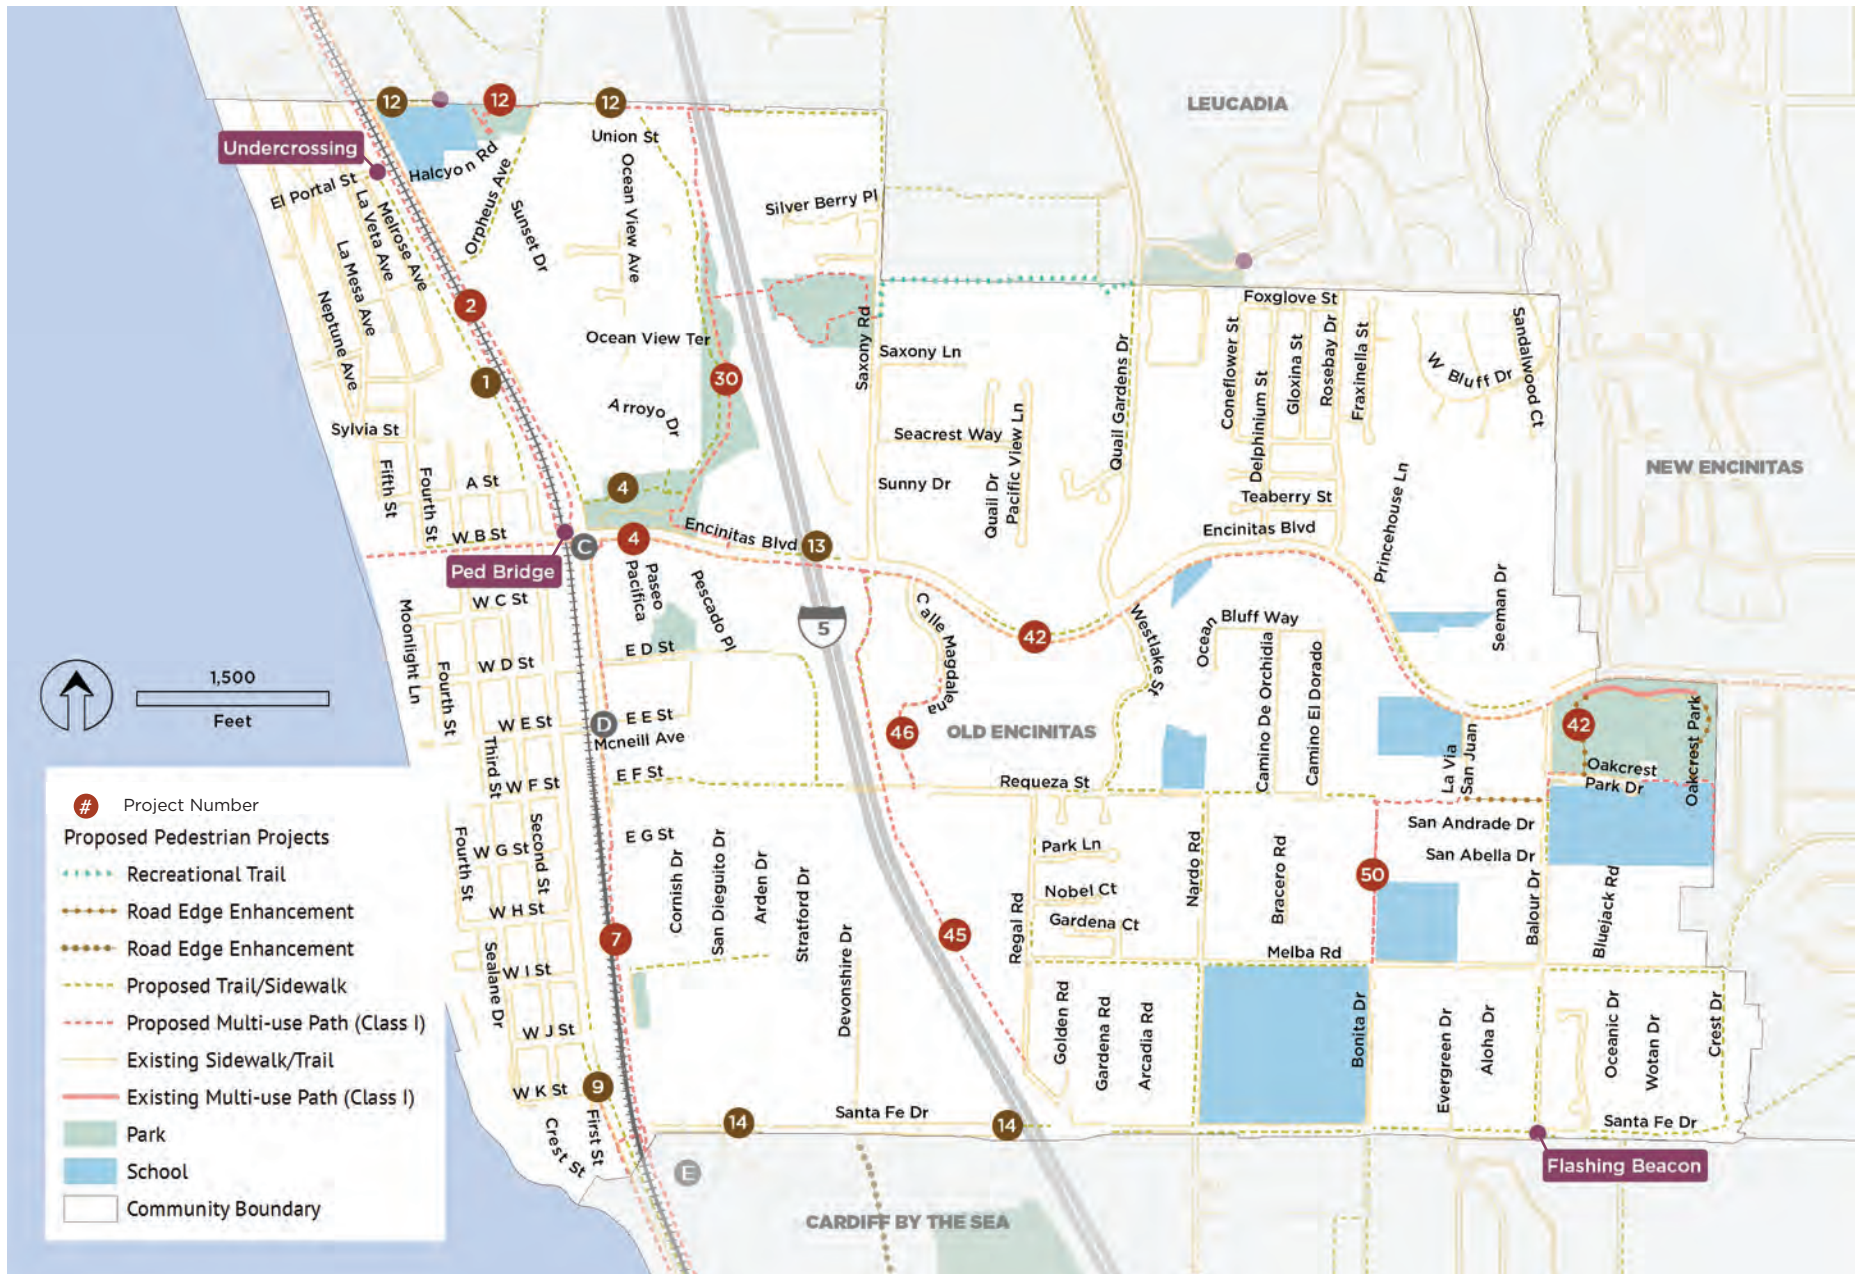 12
12
12
LEUCADIA
Undercrossing
Union St
Halcyon Rd
El Portal St
La Veta Ave
Melrose Ave
Orpheus Ave
Sunset Dr
Ocean View Ave
Silver Berry Pl
La Mesa Ave
Neptune Ave
2
Foxglove St
Ocean View Ter
Saxony Rd
Saxony Ln
Quail Gardens Dr
Coneflower St
Delphinium St
Gloxina St
Rosebay Dr
Fraxinella St
W Bluff Dr
Sandalwood Ct
1
30
Arroyo Dr
Sylvia St
Seacrest Way
Fifth St
Fourth St
A St
4
Sunny Dr
Quail Dr
Pacific View Ln
Teaberry St
Princehouse Ln
NEW ENCINITAS
W B St
C
4
Encinitas Blvd
13
Encinitas Blvd
Ped Bridge
Paseo
Pacifica
Pescado Pl
W C St
Moonlight Ln
5
Calle Magdalena
42
Westlake St
Ocean
Bluff Way
Seeman Dr
E D St
W D St
Fourth St
Camino De Orchidia
Camino El Dorado
1,500
Feet
W E St
D
E E St
Mcneill Ave
46
OLD ENCINITAS
42
Oakcrest Park
Third St
E F St
W F St
Requeza St
La Via
San Juan
Oakcrest
Park Dr
# Project Number
Proposed Pedestrian Projects
Recreational Trail
Road Edge Enhancement
Road Edge Enhancement
Proposed Trail/Sidewalk
Proposed Multi-use Path (Class I)
Existing Sidewalk/Trail
Existing Multi-use Path (Class I)
Park
School
Community Boundary
Fourth St
Second St
W G St
E G St
Cornish Dr
San Dieguito Dr
Arden Dr
Stratford Dr
Park Ln
Nardo Rd
Bracero Rd
San Andrade Dr
San Abella Dr
50
Nobel Ct
Gardena Ct
Regal Rd
Balour Dr
Bluejack Rd
W H St
7
45
Devonshire Dr
Melba Rd
Sealane Dr
W I St
W J St
Golden Rd
Gardena Rd
Arcadia Rd
Bonita Dr
Evergreen Dr
Aloha Dr
Oceanic Dr
Wotan Dr
Crest Dr
W K St
9
Crest St
First St
14
Santa Fe Dr
14
Santa Fe Dr
Flashing Beacon
E
CARDIFF BY THE SEA